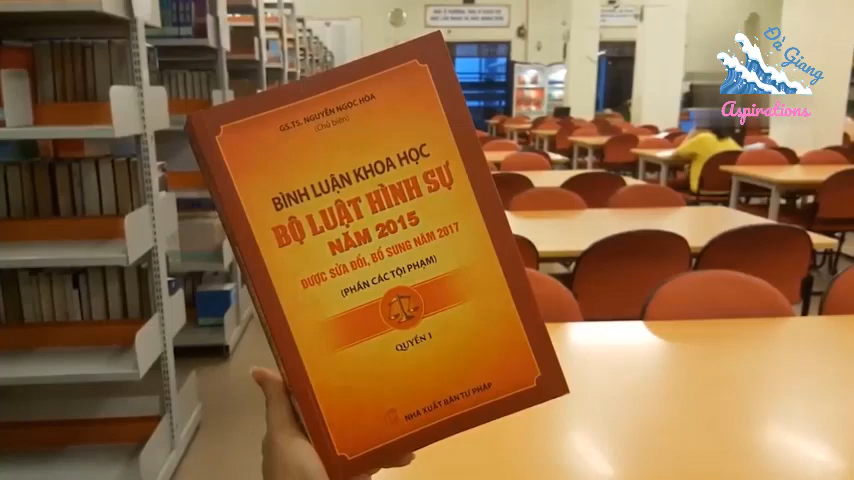 Đà Giang
Aspirations
GS.TS. NGUYỄN NGỌC HÒA
(Chủ biên)
BÌNH LUẬN KHOA HỌC
BỘ LUẬT HÌNH SỰ
NĂM 2015
ĐƯỢC SỬA ĐỔI, BỔ SUNG NĂM 2017
(PHẦN CÁC TỘI PHẠM)
QUYỂN 1
NHÀ XUẤT BẢN TƯ PHÁP